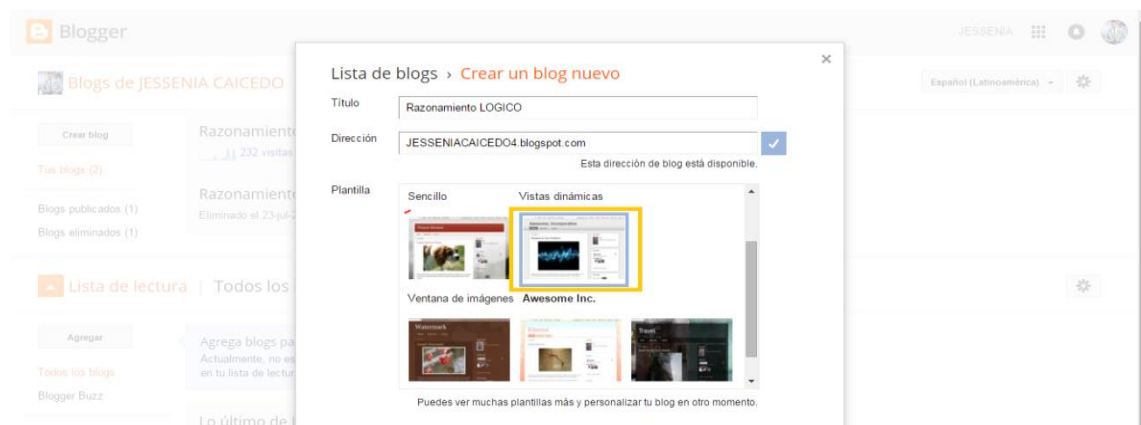 Blogger
JESSENIA
Blogs de JESSENIA CAICEDO
Español (Latinoamérica)
Crear blog
Razonamiento
232 visitas
Tus blogs (2)
Razonamiento
Eliminado el 23-jul-2
Blogs publicados (1)
Blogs eliminados (1)
Lista de lectura | Todos los
Agregar
Agrega blogs pa
Actualmente, no es
en tu lista de lectur
Todos los blogs
Blogger Buzz
Lo último de
Lista de blogs › Crear un blog nuevo
Título
Razonamiento LOGICO
Dirección
JESSENIACAICEDO4.blogspot.com
Esta dirección de blog está disponible.
Plantilla
Sencillo
Vistas dinámicas
Ventana de imágenes
Awesome Inc.
Watermark
Ethereal
Travel
Puedes ver muchas plantillas más y personalizar tu blog en otro momento.